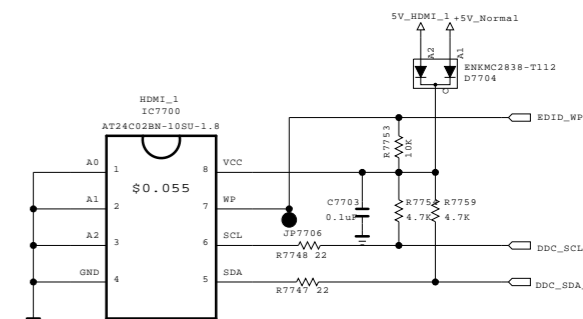 5V_HDMI_1 +5V_Normal
A2
A1
ENKMC2838-T112
D7704
C
HDMI_1
IC7700
AT24C02BN-10SU-1.8
EDID_WP
R7753
10K
A0 1 8 VCC
$0.055
A1 2 7 WP
C7703
0.1uF
R7754 R7759
4.7K 4.7K
JP7706
A2 3 6 SCL
R7748 22
DDC_SCL
GND 4 5 SDA
R7747 22
DDC_SDA